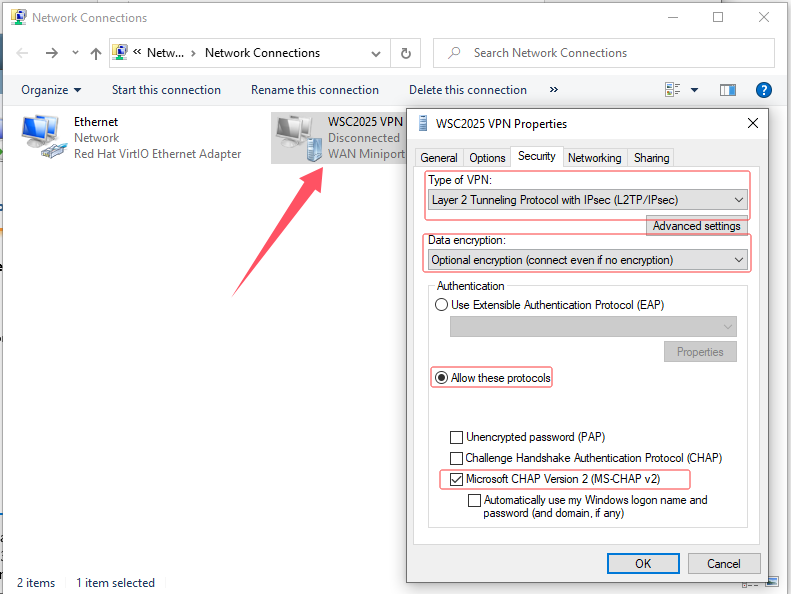 Network Connections
« Netw... › Network Connections
Search Network Connections
Organize Start this connection Rename this connection Delete this connection »
Ethernet
Network
Red Hat VirtIO Ethernet Adapter
WSC2025 VPN
Disconnected
WAN Miniport
WSC2025 VPN Properties
General Options Security Networking Sharing
Type of VPN:
Layer 2 Tunneling Protocol with IPsec (L2TP/IPsec)
Advanced settings
Data encryption:
Optional encryption (connect even if no encryption)
Authentication
Use Extensible Authentication Protocol (EAP)
Properties
Allow these protocols
Unencrypted password (PAP)
Challenge Handshake Authentication Protocol (CHAP)
Microsoft CHAP Version 2 (MS-CHAP v2)
Automatically use my Windows logon name and
password (and domain, if any)
OK Cancel
2 items 1 item selected